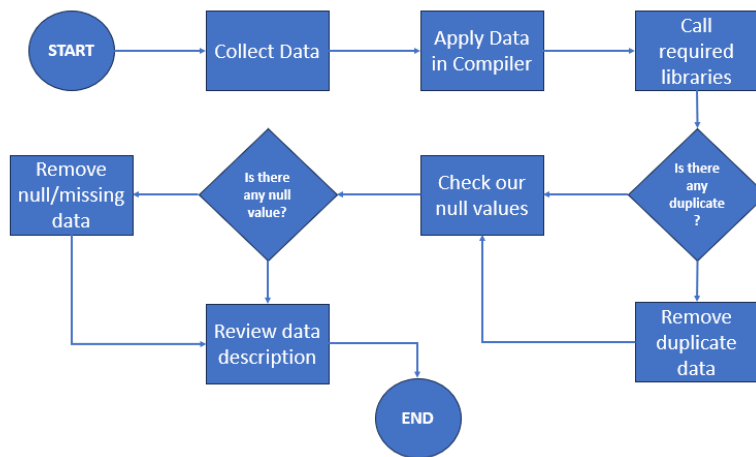 START
Collect Data
Apply Data
in Compiler
Call
required
libraries
Is there
any
duplicate
?
Check our
null values
Is there
any null
value?
Remove
null/missing
data
Remove
duplicate
data
Review data
description
END